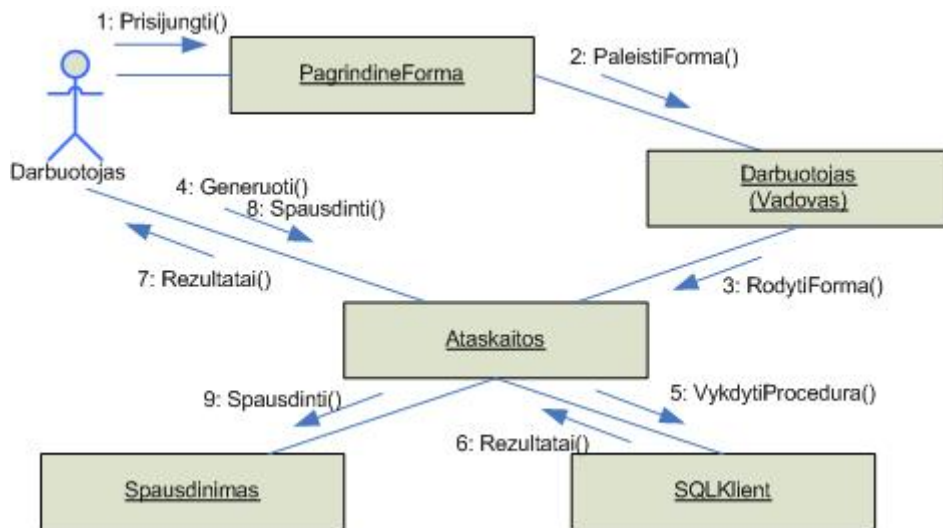 1: Prisijungti()
PagrindineForma
2: PaleistiForma()
Darbuotojas
Darbuotojas
(Vadovas)
4: Generuoti()
8: Spausdinti()
7: Rezultatai()
3: RodytiForma()
Ataskaitos
9: Spausdinti()
5: VykdytiProcedura()
6: Rezultatai()
Spausdinimas
SQLKlient